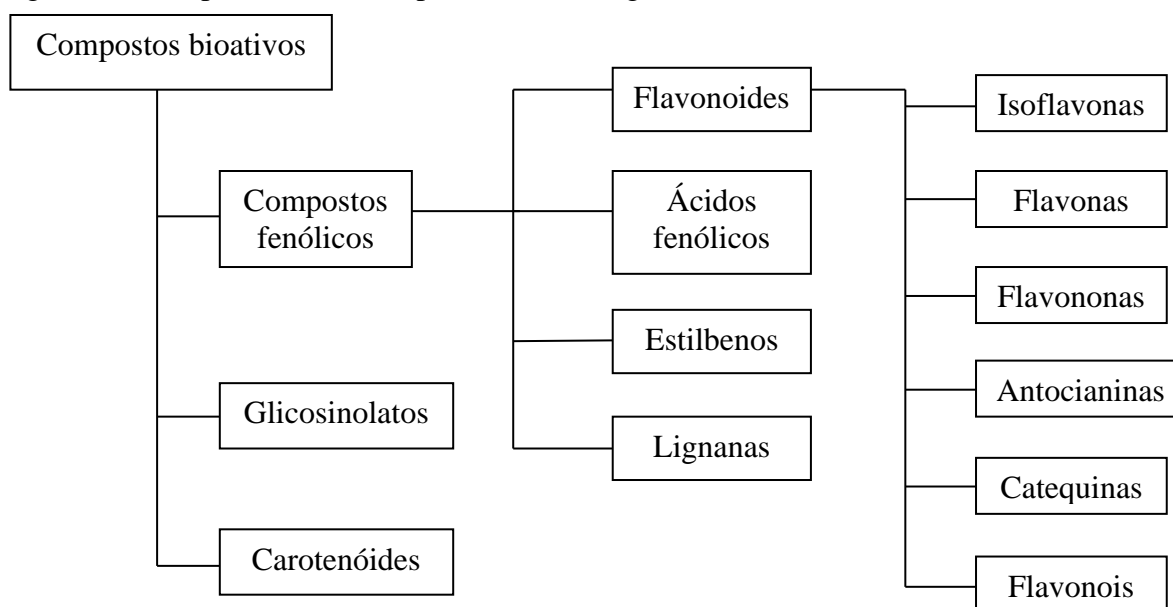 Compostos bioativos
Flavonoides
Isoflavonas
Compostos
fenólicos
Ácidos
fenólicos
Flavonas
Flavononas
Estilbenos
Antocianinas
Glicosinolatos
Lignanas
Catequinas
Carotenóides
Flavonois